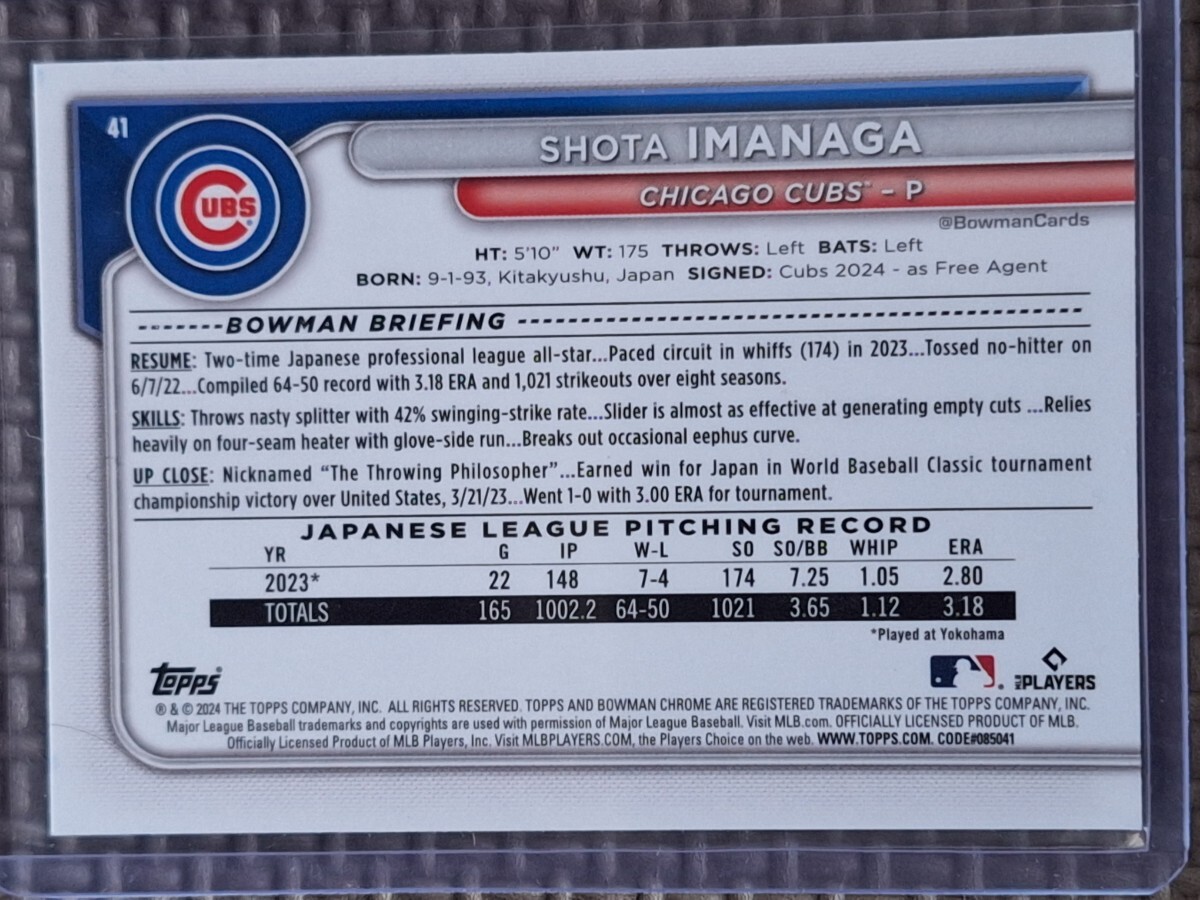 41
CUBS
SHOTA IMANAGA
CHICAGO CUBS™ - P
@BowmanCards
HT: 5'10" WT: 175 THROWS: Left BATS: Left
BORN: 9-1-93, Kitakyushu, Japan SIGNED: Cubs 2024 - as Free Agent
BOWMAN BRIEFING
RESUME: Two-time Japanese professional league all-star...Paced circuit in whiffs (174) in 2023...Tossed no-hitter on
6/7/22...Compiled 64-50 record with 3.18 ERA and 1,021 strikeouts over eight seasons.
SKILLS: Throws nasty splitter with 42% swinging-strike rate...Slider is almost as effective at generating empty cuts ...Relies
heavily on four-seam heater with glove-side run...Breaks out occasional eephus curve.
UP CLOSE: Nicknamed “The Throwing Philosopher”...Earned win for Japan in World Baseball Classic tournament
championship victory over United States, 3/21/23...Went 1-0 with 3.00 ERA for tournament.
JAPANESE LEAGUE PITCHING RECORD
YR G IP W-L SO SO/BB WHIP ERA
2023* 22 148 7-4 174 7.25 1.05 2.80
TOTALS 165 1002.2 64-50 1021 3.65 1.12 3.18
*Played at Yokohama
Topps®
MLB PLAYERS
® & © 2024 THE TOPPS COMPANY, INC. ALL RIGHTS RESERVED. TOPPS AND BOWMAN CHROME ARE REGISTERED TRADEMARKS OF THE TOPPS COMPANY, INC.
Major League Baseball trademarks and copyrights are used with permission of Major League Baseball. Visit MLB.com. OFFICIALLY LICENSED PRODUCT OF MLB.
Officially Licensed Product of MLB Players, Inc. Visit MLBPLAYERS.COM, the Players Choice on the web. WWW.TOPPS.COM. CODE#085041